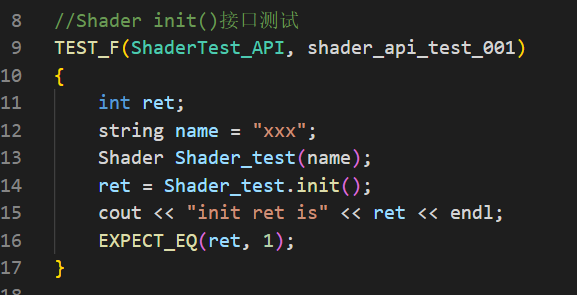 8 //Shader init()接口测试
9 TEST_F(ShaderTest_API, shader_api_test_001)
10 {
11 int ret;
12 string name = "xxx";
13 Shader Shader_test(name);
14 ret = Shader_test.init();
15 cout << "init ret is" << ret << endl;
16 EXPECT_EQ(ret, 1);
17 }
18